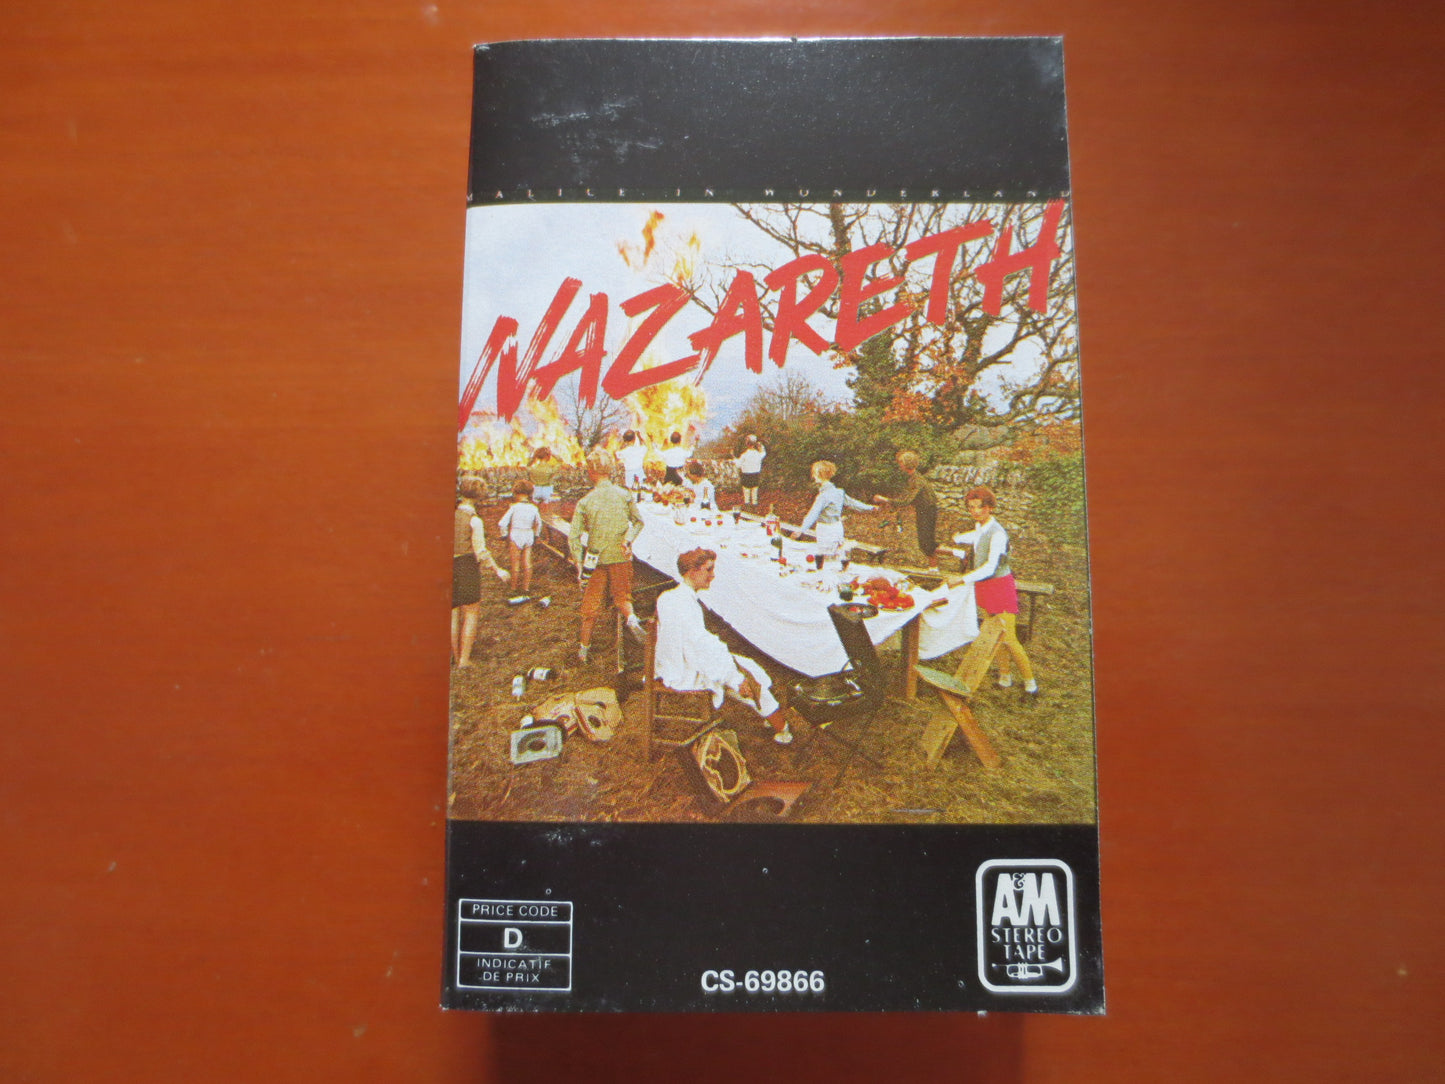 MALICE IN WONDERLAND
NAZARETH
PRICE CODE
D
INDICATIF
DE PRIX
CS-69866
A&M
STEREO
TAPE